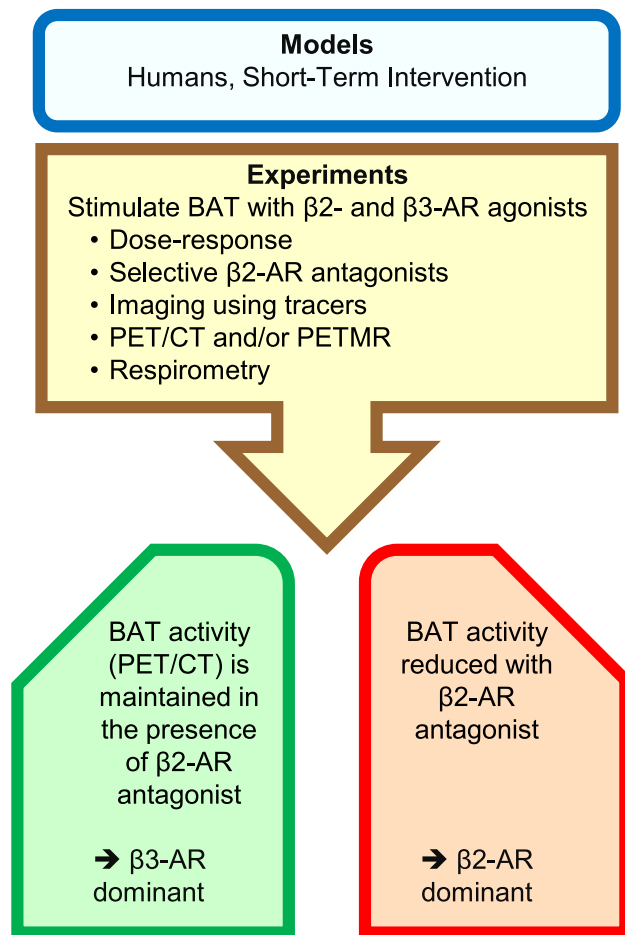 Models
Humans, Short-Term Intervention
Experiments
Stimulate BAT with β2- and β3-AR agonists
• Dose-response
• Selective β2-AR antagonists
• Imaging using tracers
• PET/CT and/or PETMR
• Respirometry
BAT activity
(PET/CT) is
maintained in
the presence
of β2-AR
antagonist
➔ β3-AR
dominant
BAT activity
reduced with
β2-AR
antagonist
➔ β2-AR
dominant